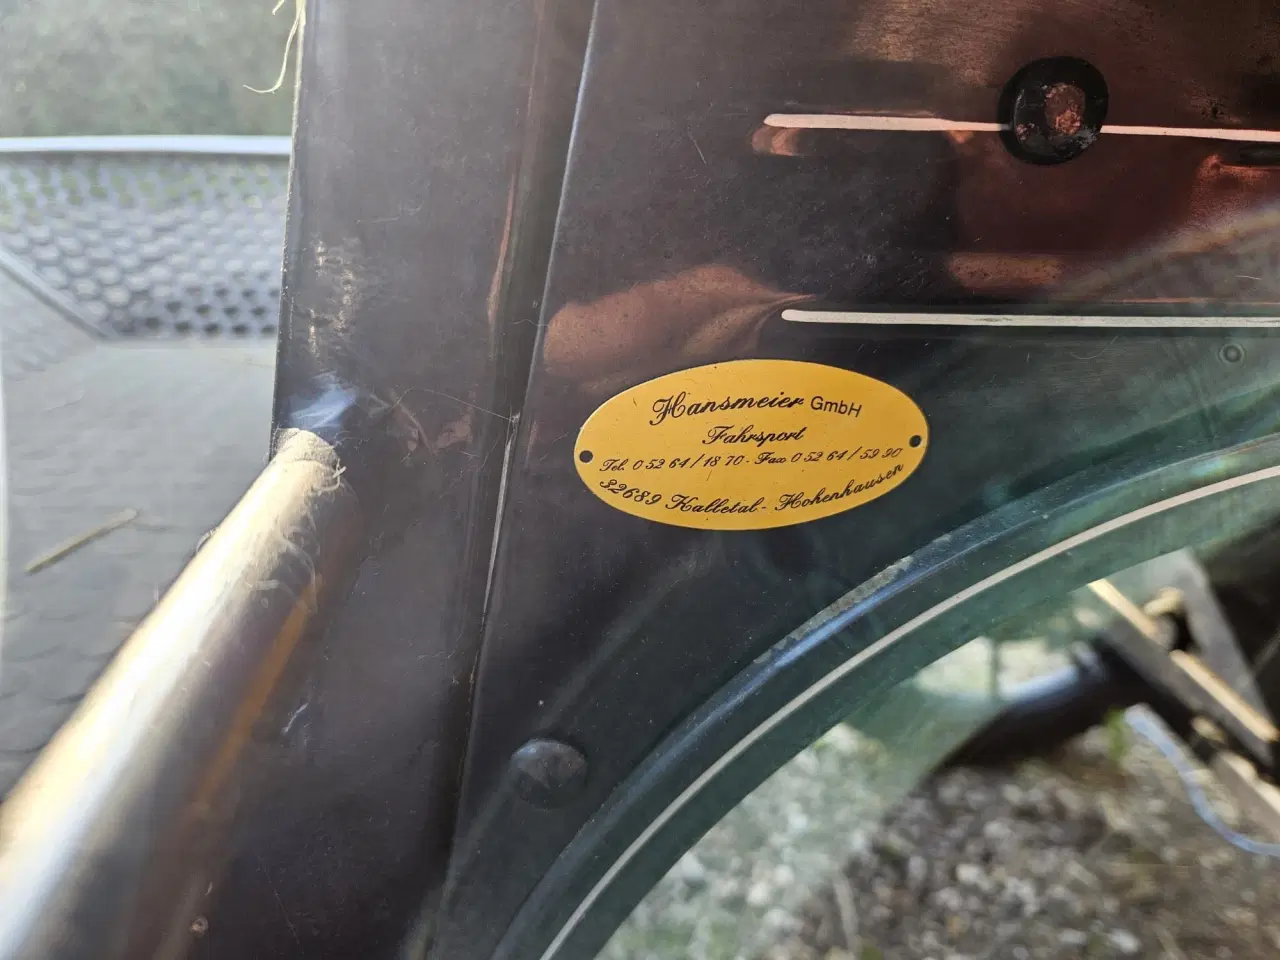 Hansmeier GmbH
Fahrsport
Tel. 0 52 64 / 18 70 - Fax 0 52 64 / 59 90
32689 Kalletal - Hohenhausen